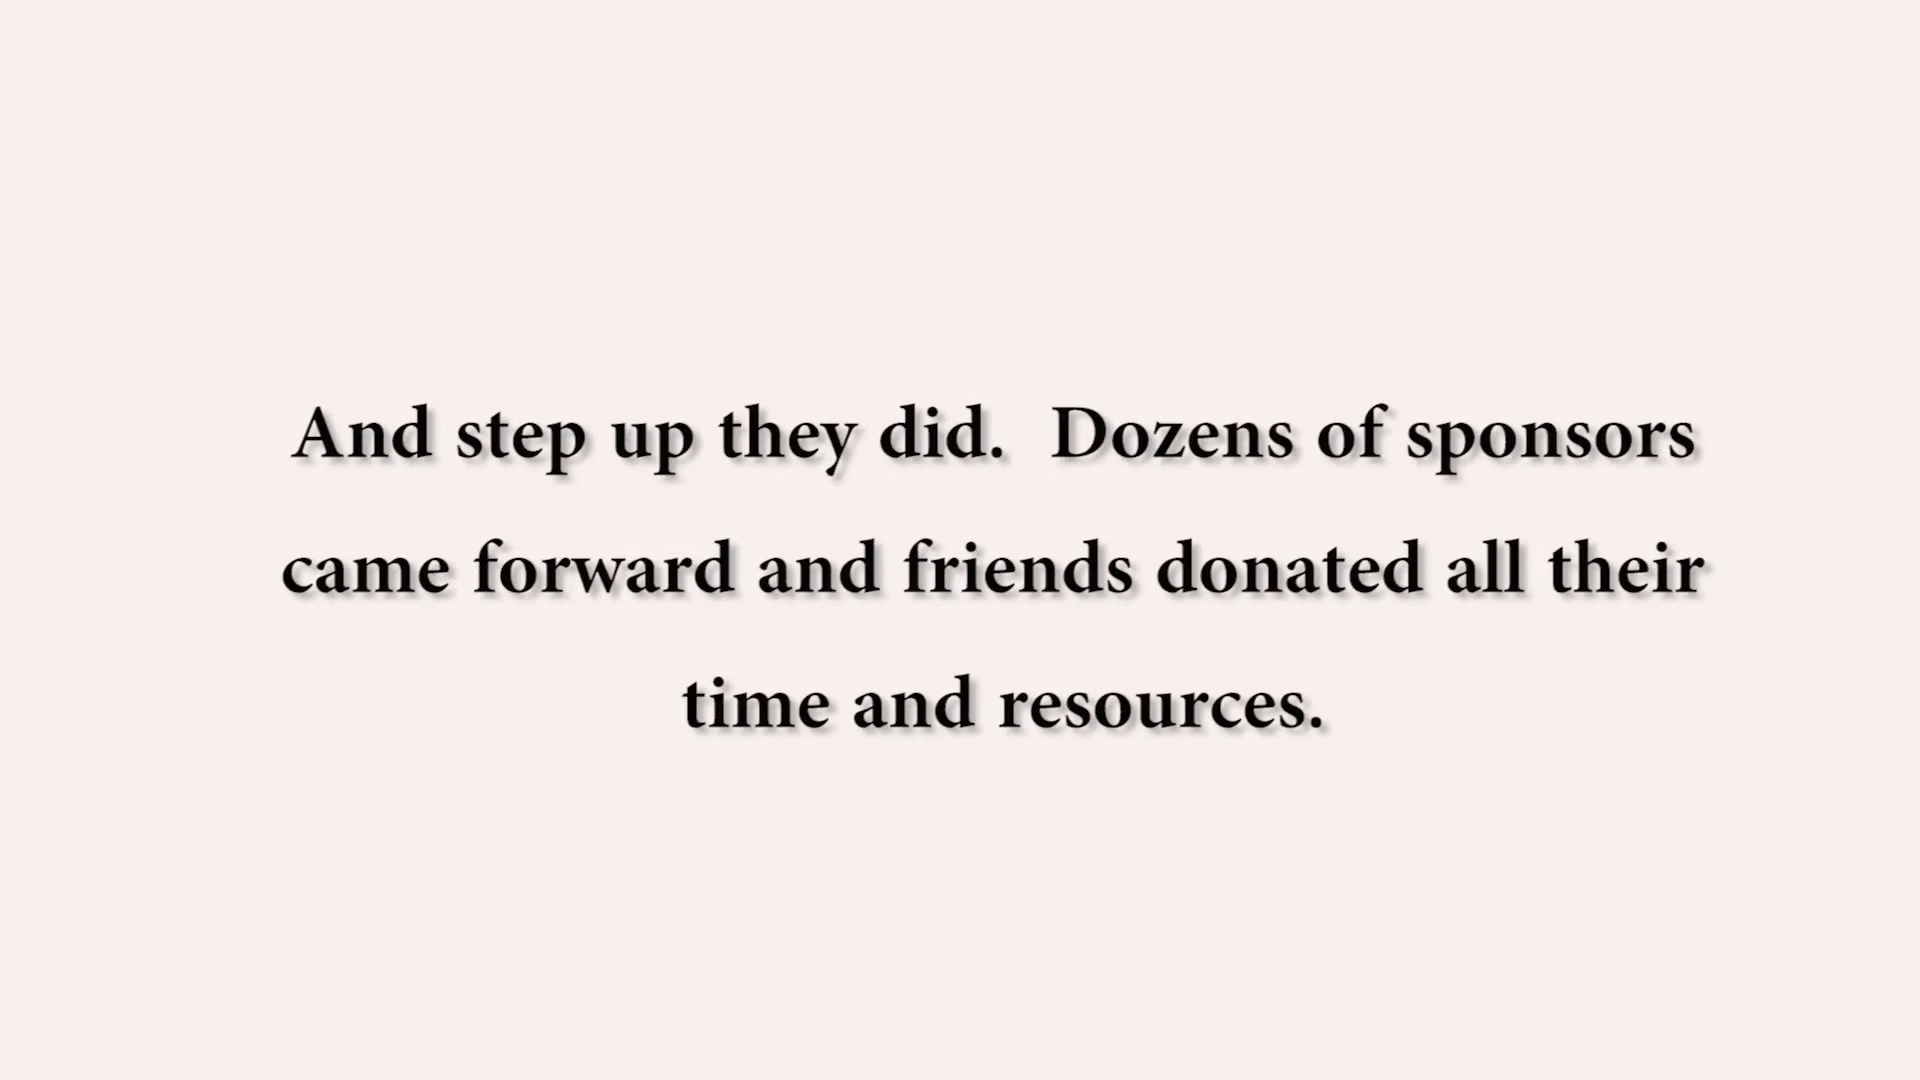 And step up they did.  Dozens of sponsors
came forward and friends donated all their
time and resources.